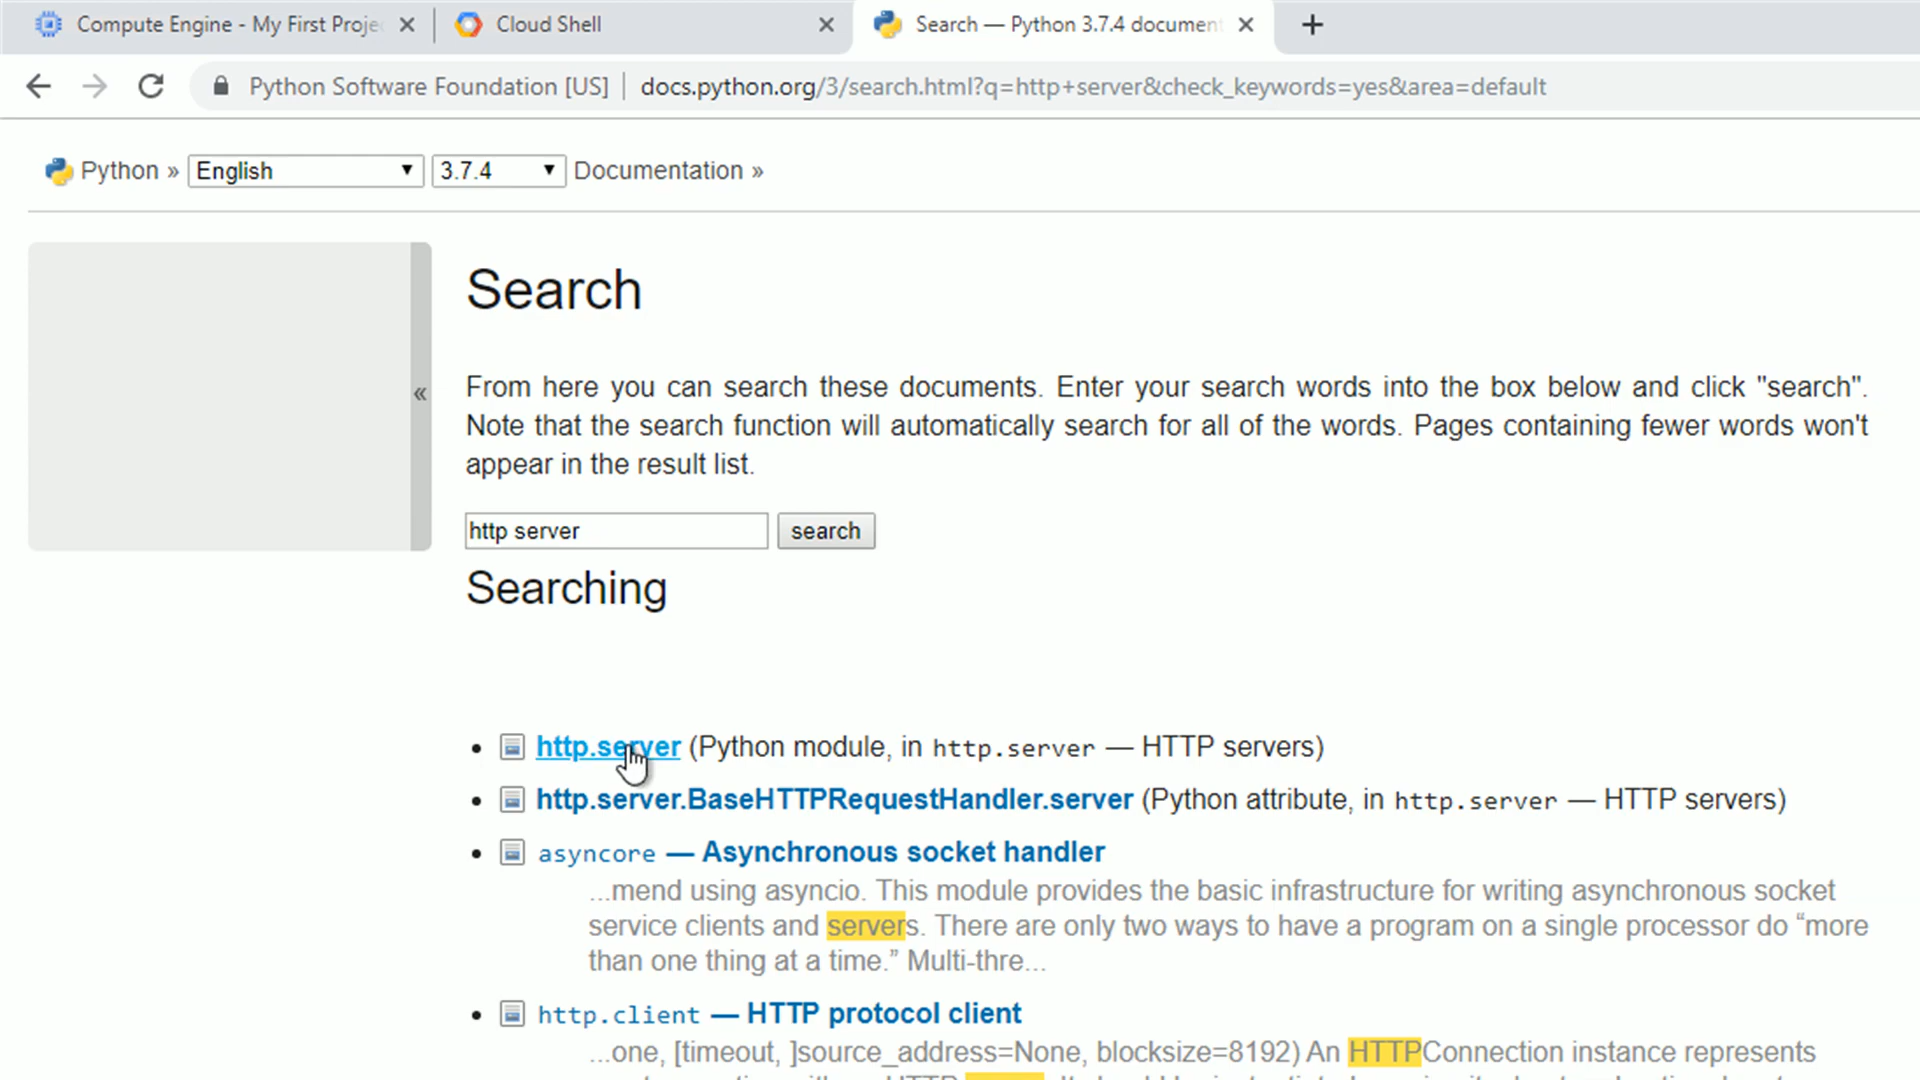 Compute Engine - My First Proje
Cloud Shell
Search — Python 3.7.4 document
Python Software Foundation [US] | docs.python.org/3/search.html?q=http+server&check_keywords=yes&area=default
Python » English 3.7.4 Documentation »
«
Search
From here you can search these documents. Enter your search words into the box below and click "search".
Note that the search function will automatically search for all of the words. Pages containing fewer words won't
appear in the result list.
http server search
Searching
http.server (Python module, in http.server — HTTP servers)
http.server.BaseHTTPRequestHandler.server (Python attribute, in http.server — HTTP servers)
asyncore — Asynchronous socket handler
...mend using asyncio. This module provides the basic infrastructure for writing asynchronous socket
service clients and servers. There are only two ways to have a program on a single processor do “more
than one thing at a time.” Multi-thre...
http.client — HTTP protocol client
...one, [timeout, ]source_address=None, blocksize=8192) An HTTPConnection instance represents